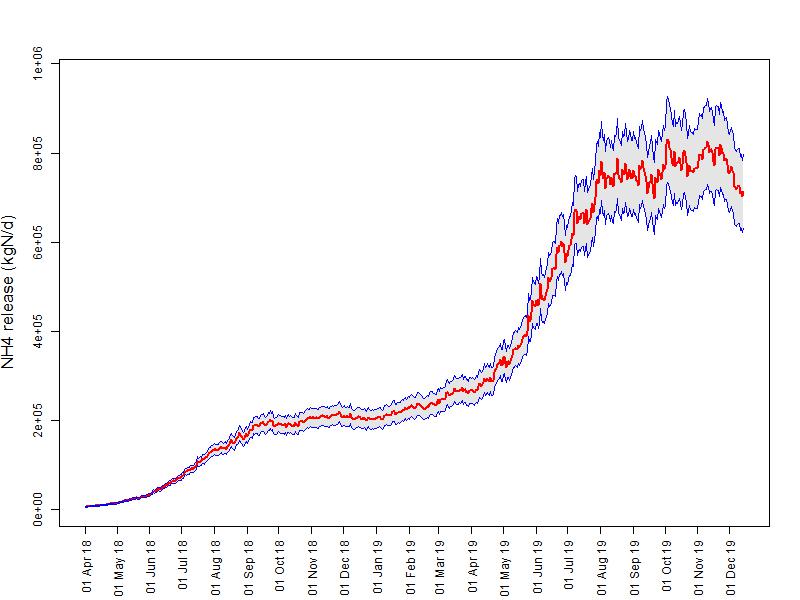 1e+06
8e+05
6e+05
4e+05
2e+05
0e+00
NH4 release (kgN/d)
01 Apr 18
01 May 18
01 Jun 18
01 Jul 18
01 Aug 18
01 Sep 18
01 Oct 18
01 Nov 18
01 Dec 18
01 Jan 19
01 Feb 19
01 Mar 19
01 Apr 19
01 May 19
01 Jun 19
01 Jul 19
01 Aug 19
01 Sep 19
01 Oct 19
01 Nov 19
01 Dec 19